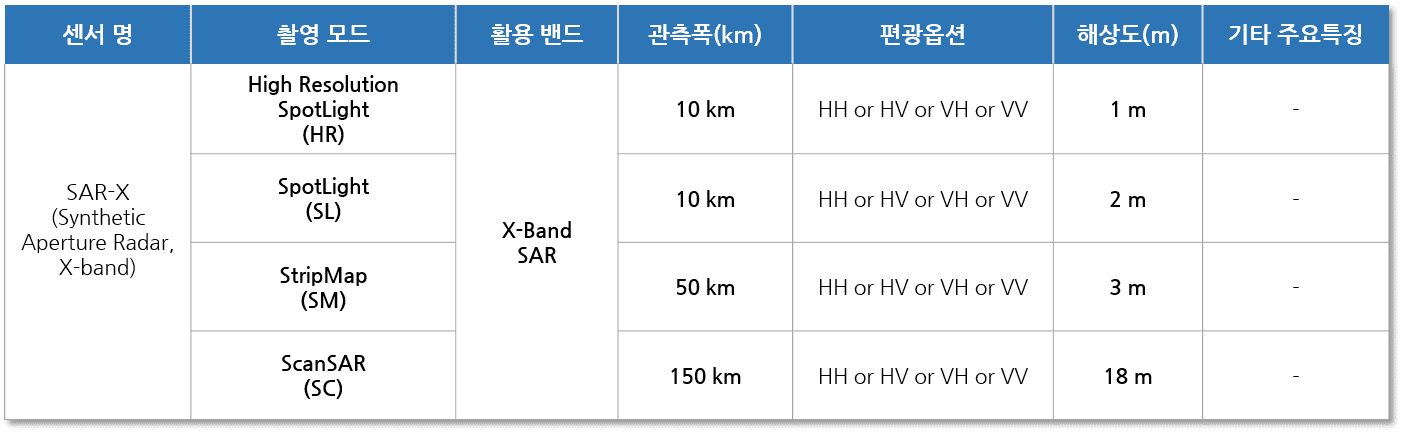 센서 명
촬영 모드
활용 밴드
관측폭(km)
편광옵션
해상도(m)
기타 주요특징
SAR-X
(Synthetic
Aperture Radar,
X-band)
High Resolution
SpotLight
(HR)
X-Band
SAR
10 km
HH or HV or VH or VV
1 m
-
SpotLight
(SL)
10 km
HH or HV or VH or VV
2 m
-
StripMap
(SM)
50 km
HH or HV or VH or VV
3 m
-
ScanSAR
(SC)
150 km
HH or HV or VH or VV
18 m
-